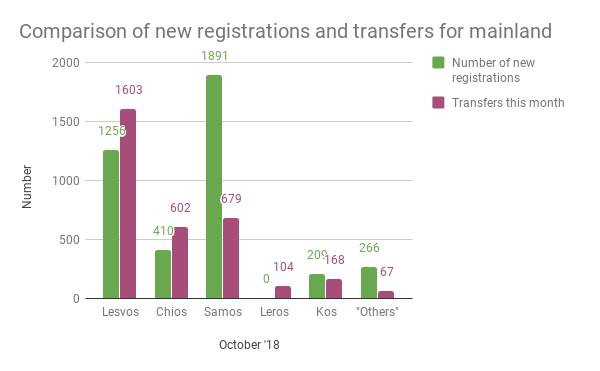 Comparison of new registrations and transfers for mainland
Number of new
registrations
Transfers this month
Number
2000
1500
1000
500
0
1256
1603
410
602
1891
679
0
104
209
168
266
67
Lesvos Chios Samos Leros Kos "Others"
October '18